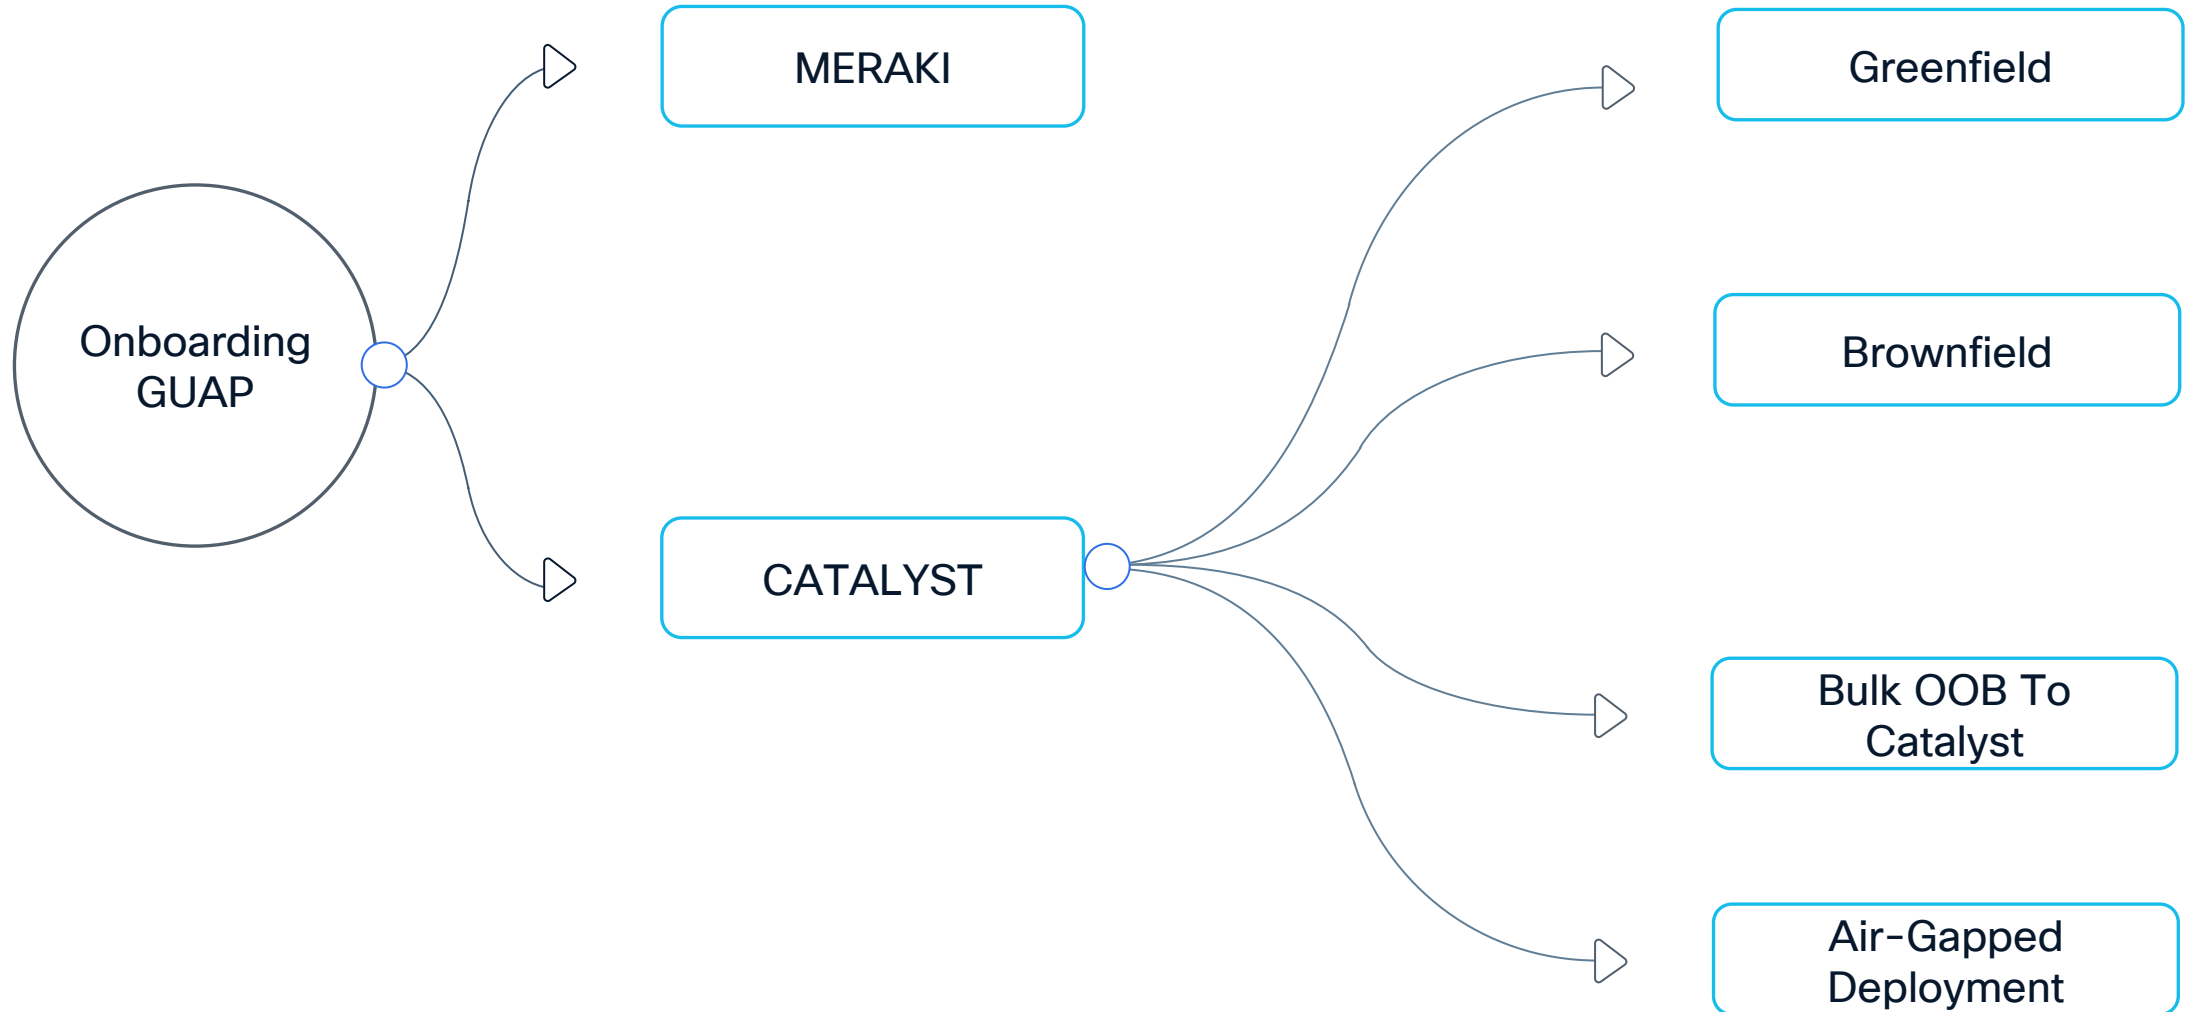 Onboarding
GUAP
MERAKI
CATALYST
Greenfield
Brownfield
Bulk OOB To
Catalyst
Air-Gapped
Deployment